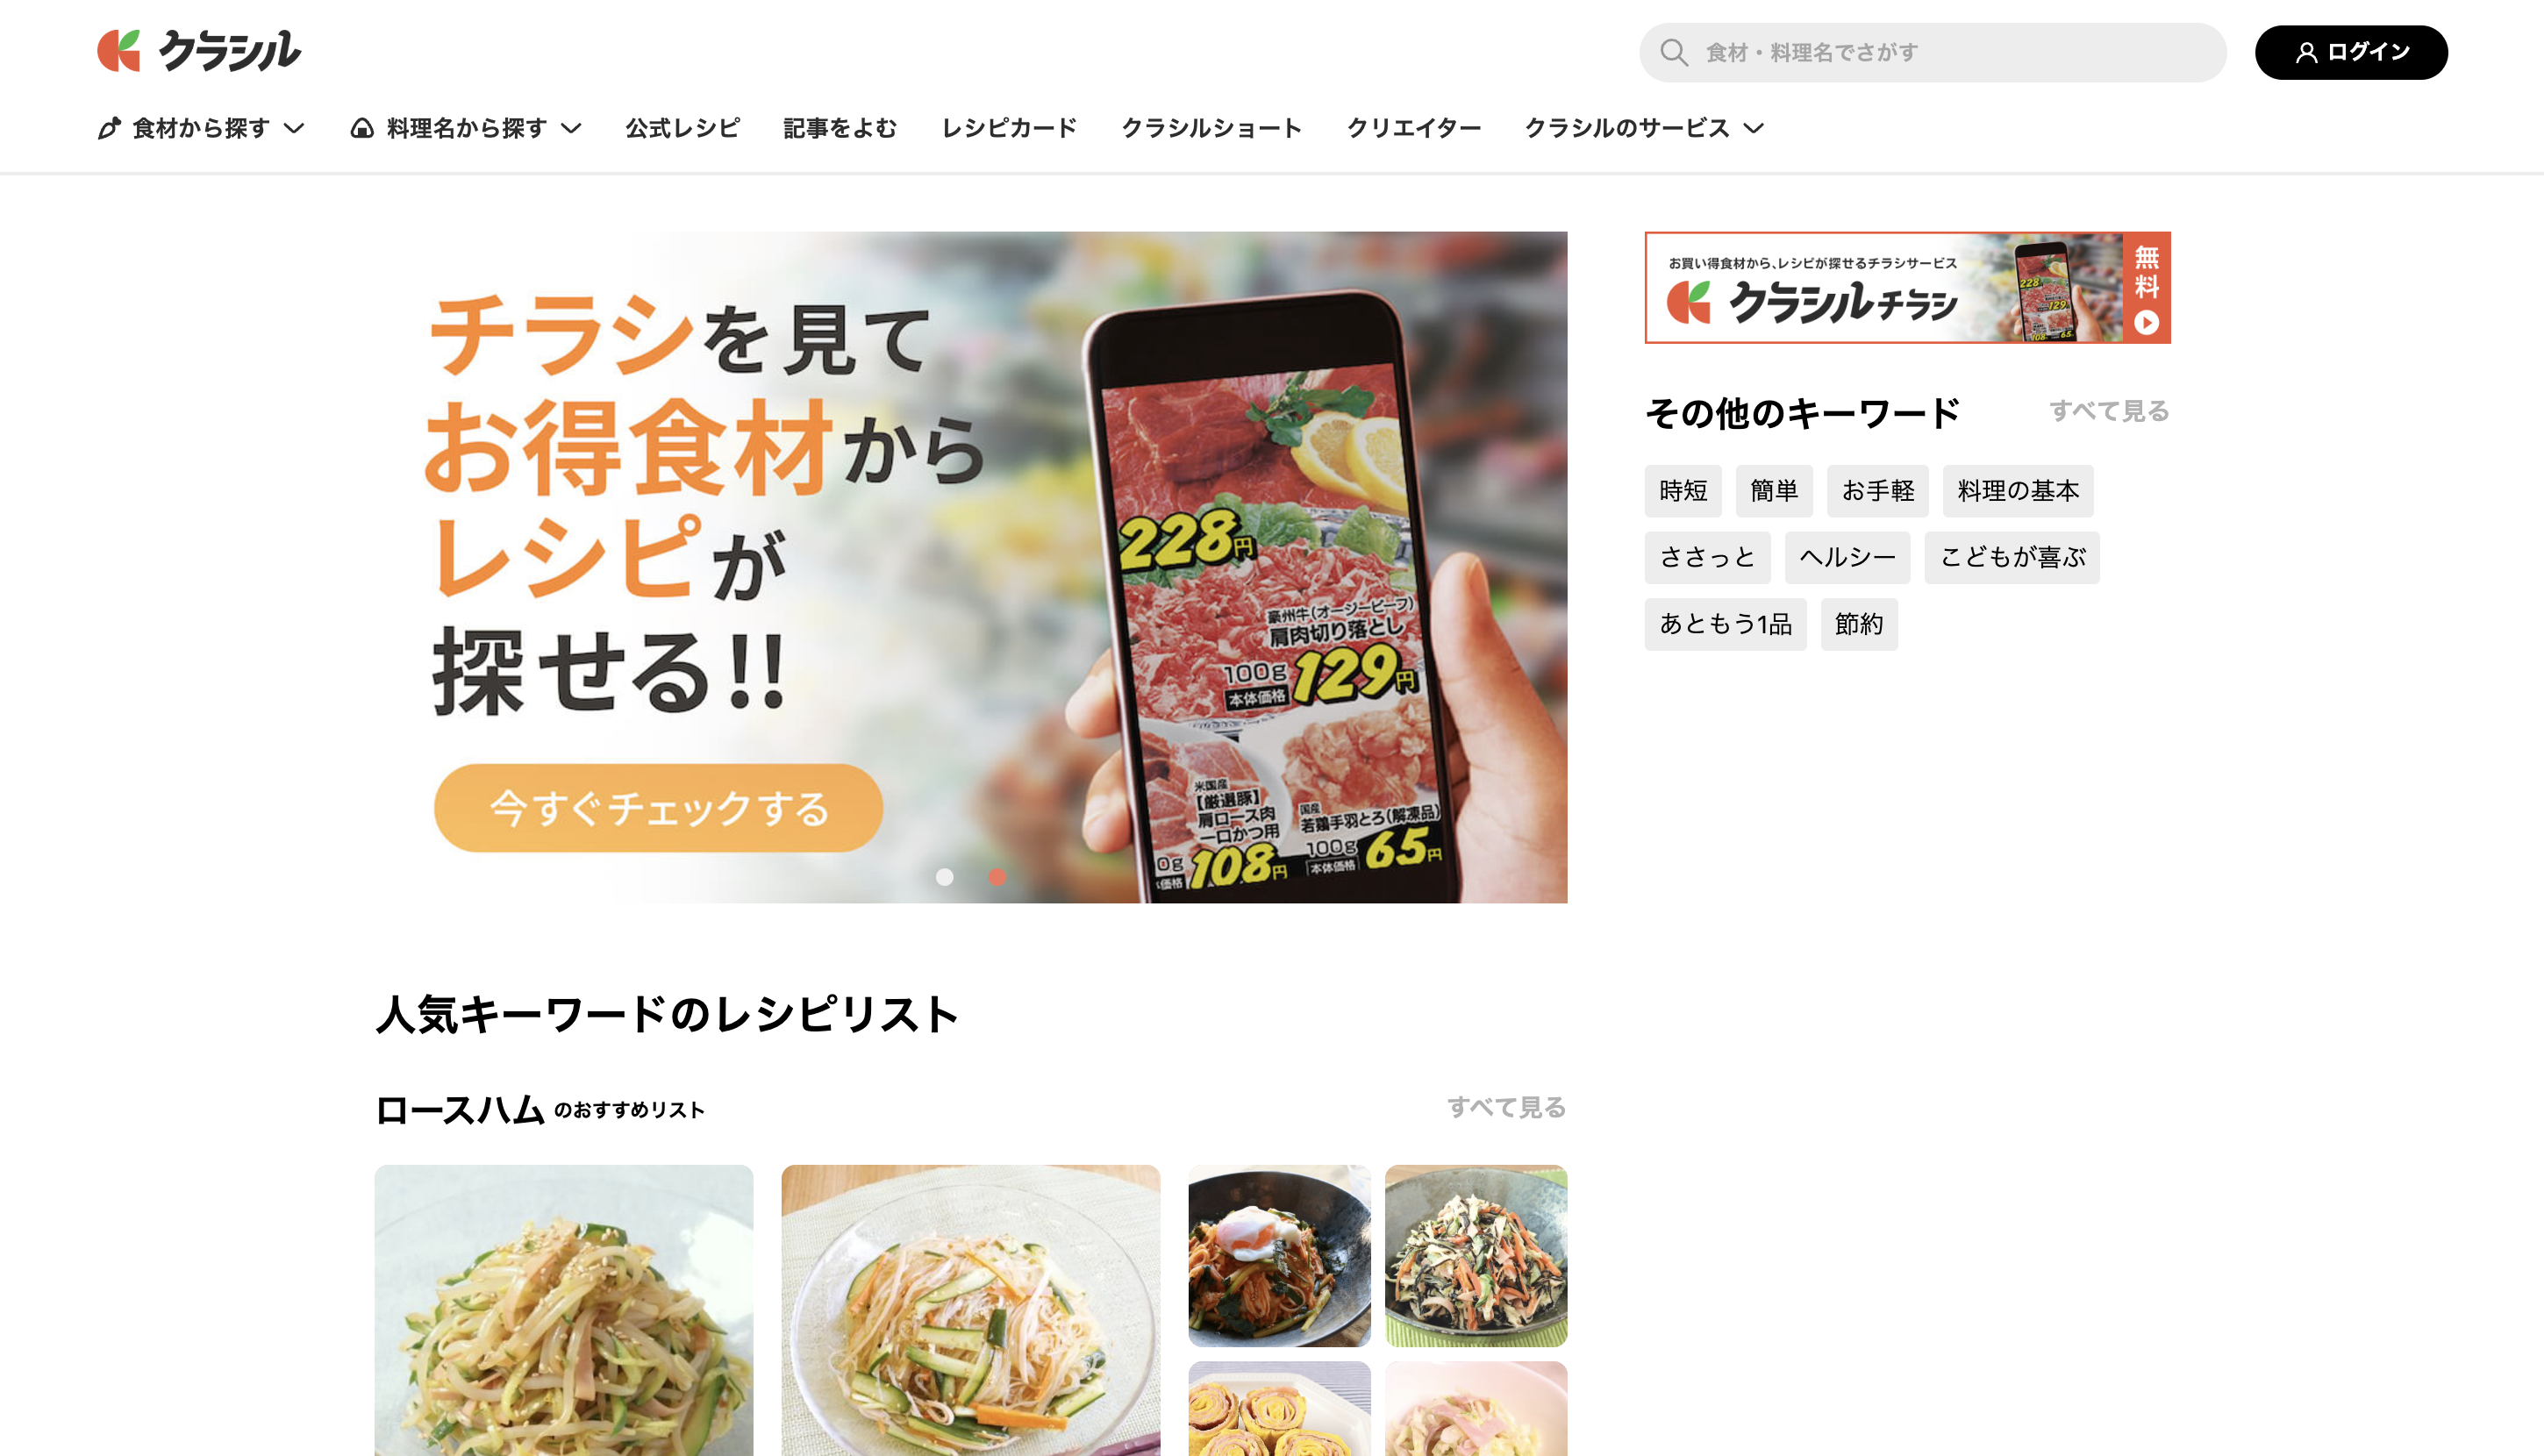 クラシル
食材・料理名でさがす
ログイン
食材から探す
料理名から探す
公式レシピ
記事をよむ
レシピカード
クラシルショート
クリエイター
クラシルのサービス
チラシを見て
お得食材から
レシピが
探せる!!
今すぐチェックする
228円
豪州牛(オージービーフ)
肩肉切り落とし
100g
本体価格
129円
米国産
【厳選豚】
肩ロース肉
一口かつ用
0g
価格
108円
国産
若鶏手羽とろ(解凍品)
100g
本体価格
65円
お買い得食材から、レシピが探せるチラシサービス
クラシルチラシ
228
129
108
65
無料
その他のキーワード
すべて見る
時短
簡単
お手軽
料理の基本
ささっと
ヘルシー
こどもが喜ぶ
あともう1品
節約
人気キーワードのレシピリスト
ロースハム のおすすめリスト
すべて見る